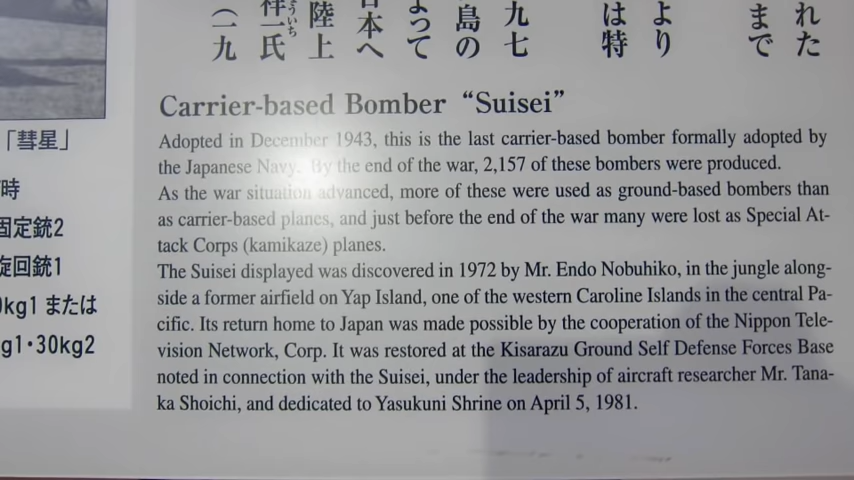 れた
まで
より
は特
九七
島の
って
本へ
陸上
祥一氏
ういち
（一九
「彗星」
時
固定銃2
旋回銃1
0kg1 または
g1・30kg2
Carrier-based Bomber “Suisei”
Adopted in December 1943, this is the last carrier-based bomber formally adopted by
the Japanese Navy. By the end of the war, 2,157 of these bombers were produced.
As the war situation advanced, more of these were used as ground-based bombers than
as carrier-based planes, and just before the end of the war many were lost as Special At-
tack Corps (kamikaze) planes.
The Suisei displayed was discovered in 1972 by Mr. Endo Nobuhiko, in the jungle along-
side a former airfield on Yap Island, one of the western Caroline Islands in the central Pa-
cific. Its return home to Japan was made possible by the cooperation of the Nippon Tele-
vision Network, Corp. It was restored at the Kisarazu Ground Self Defense Forces Base
noted in connection with the Suisei, under the leadership of aircraft researcher Mr. Tana-
ka Shoichi, and dedicated to Yasukuni Shrine on April 5, 1981.